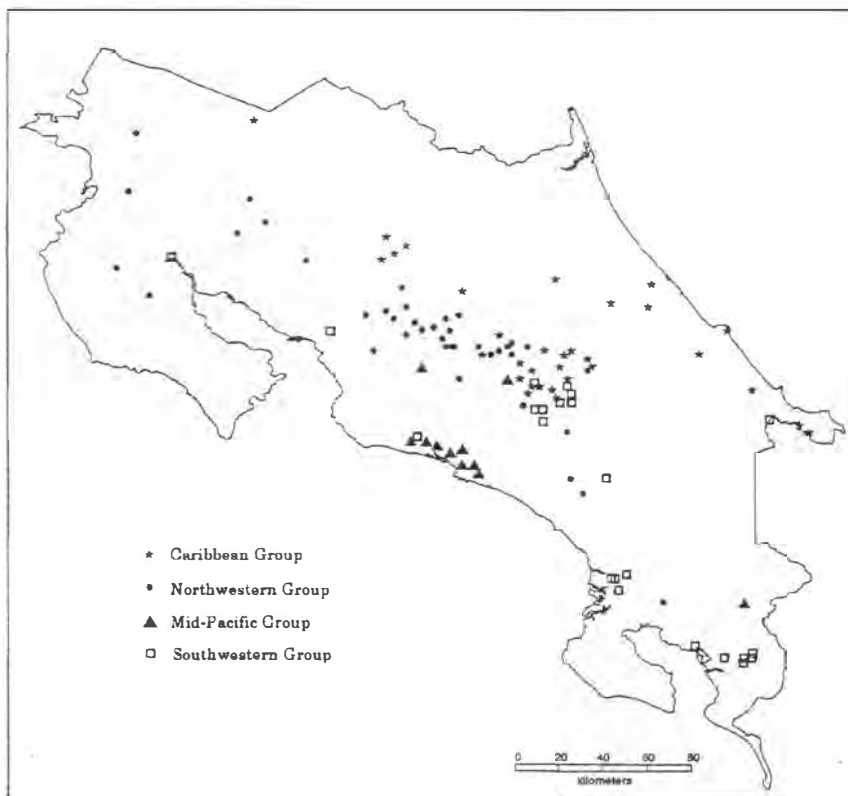 Caribbean Group
Northwestern Group
Mid-Pacific Group
Southwestern Group
0 20 40 60 80
kilometers